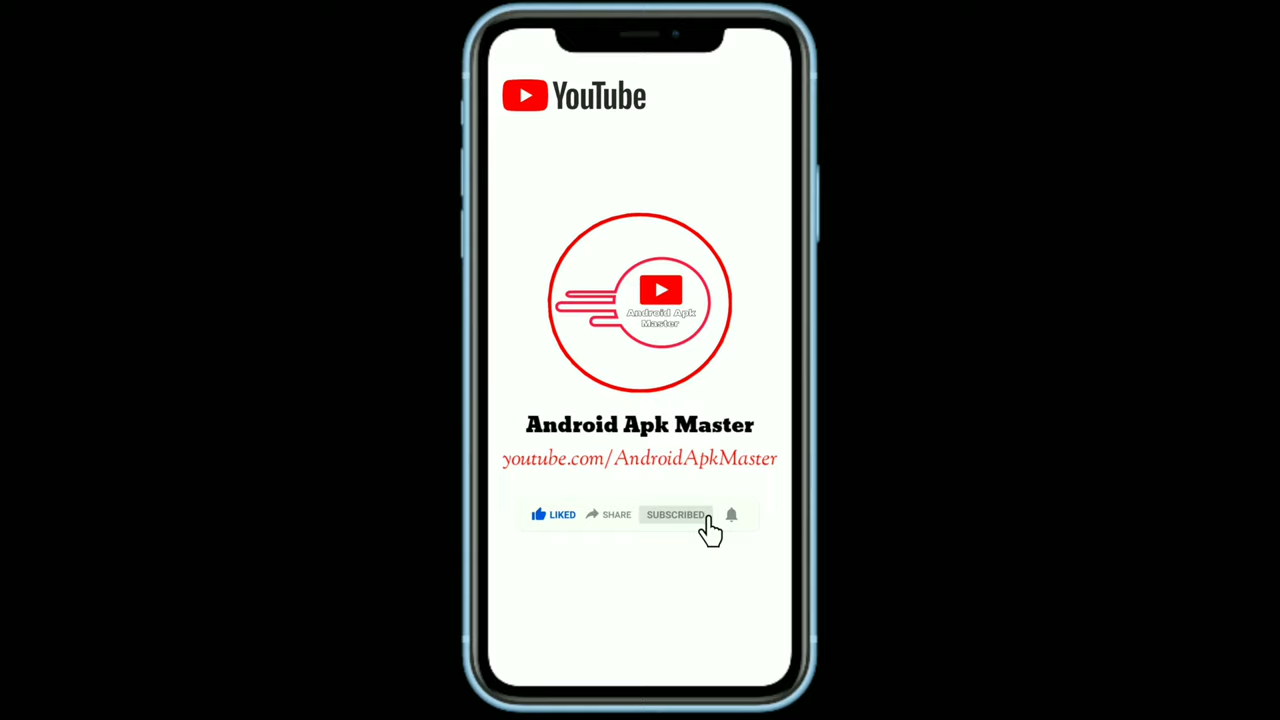 YouTube
Android Apk
Master
Android Apk Master
youtube.com/AndroidApkMaster
LIKED SHARE SUBSCRIBED